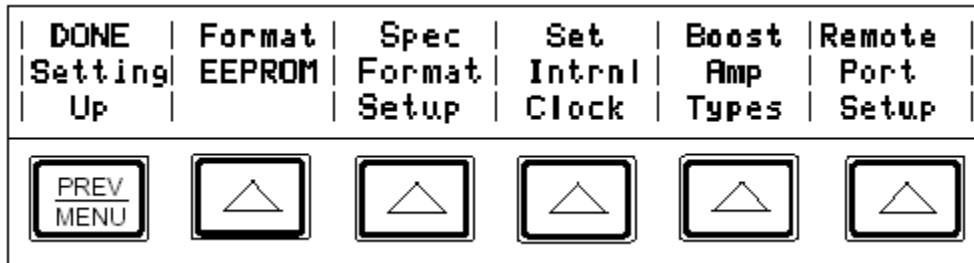 DONE | Format | Spec | Set | Boost | Remote
Setting | EEPROM | Format | Intrnl | Amp | Port
Up | | Setup | Clock | Types | Setup
PREV
MENU